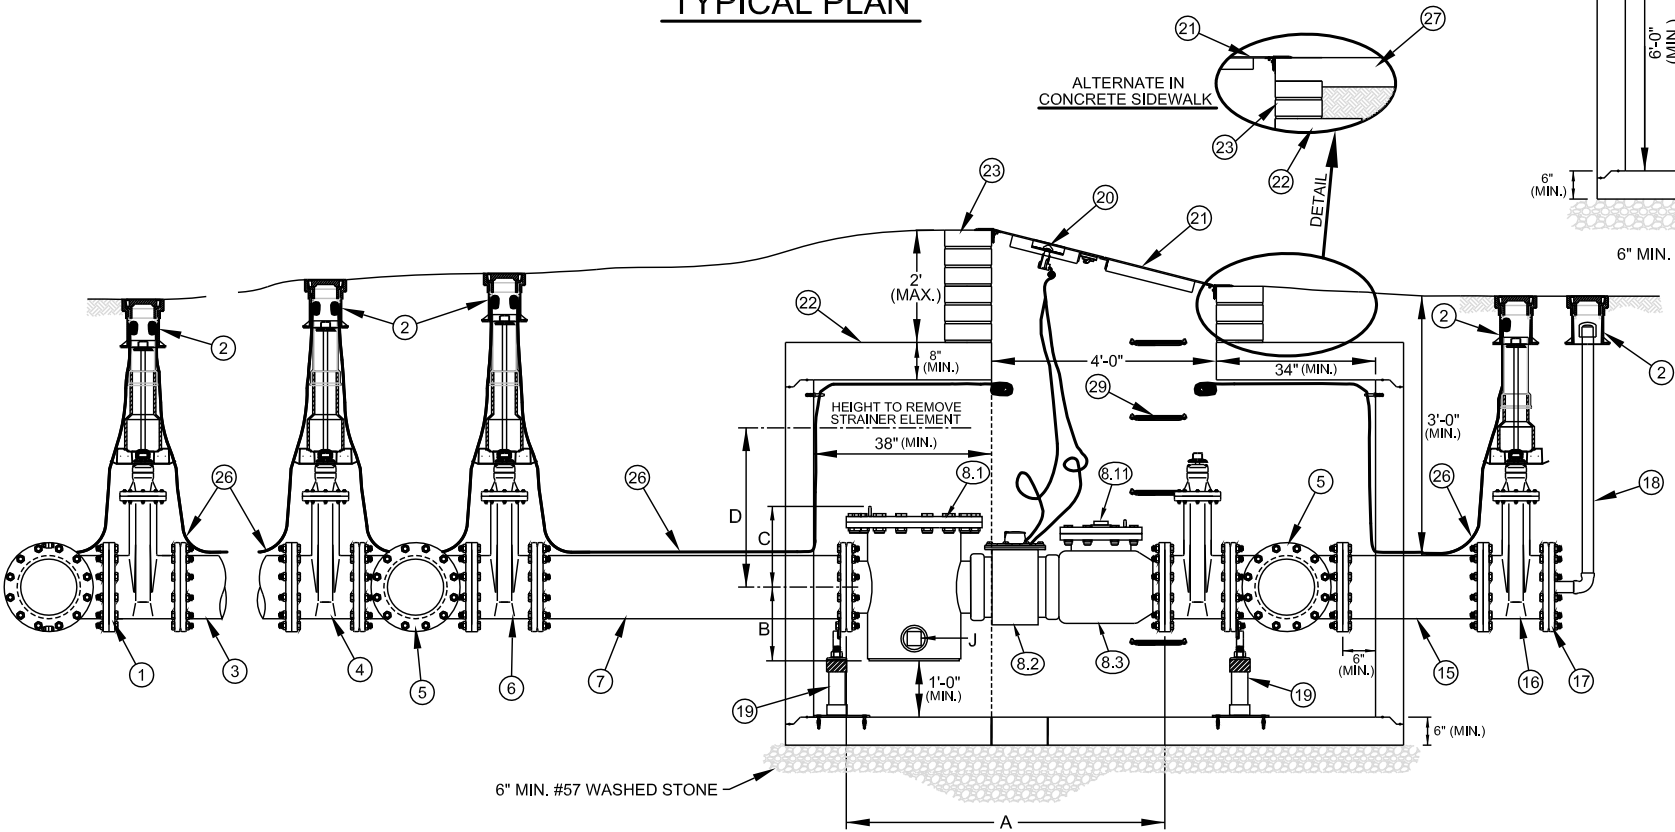 TYPICAL PLAN
21
27
6'-0"
(MIN.)
ALTERNATE IN
CONCRETE SIDEWALK
23
22
DETAIL
6"
(MIN.)
6" MIN.
23
20
21
2'
(MAX.)
22
2
2
2
2
8"
(MIN.)
4'-0"
34" (MIN.)
29
HEIGHT TO REMOVE
STRAINER ELEMENT
38" (MIN.)
3'-0"
(MIN.)
26
26
8.1
8.11
5
26
18
D
C
B
J
1
3
4
5
6
7
8.2
8.3
6"
(MIN.)
15
16
17
19
1'-0"
(MIN.)
19
6" (MIN.)
6" MIN. #57 WASHED STONE
A